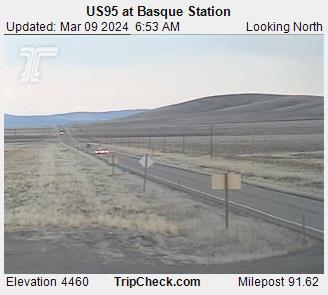 US95 at Basque Station
Updated: Mar 09 2024 6:53 AM Looking North
Elevation 4460 TripCheck.com Milepost 91.62